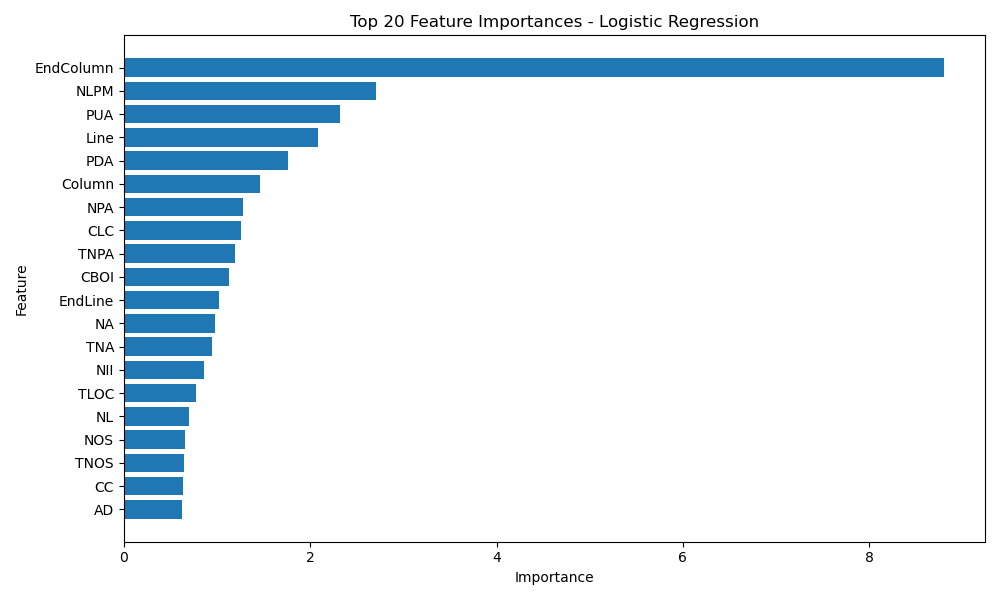 Top 20 Feature Importances - Logistic Regression
EndColumn
NLPM
PUA
Line
PDA
Column
NPA
CLC
TNPA
CBOI
EndLine
NA
TNA
NII
TLOC
NL
NOS
TNOS
CC
AD
Feature
0 2 4 6 8
Importance